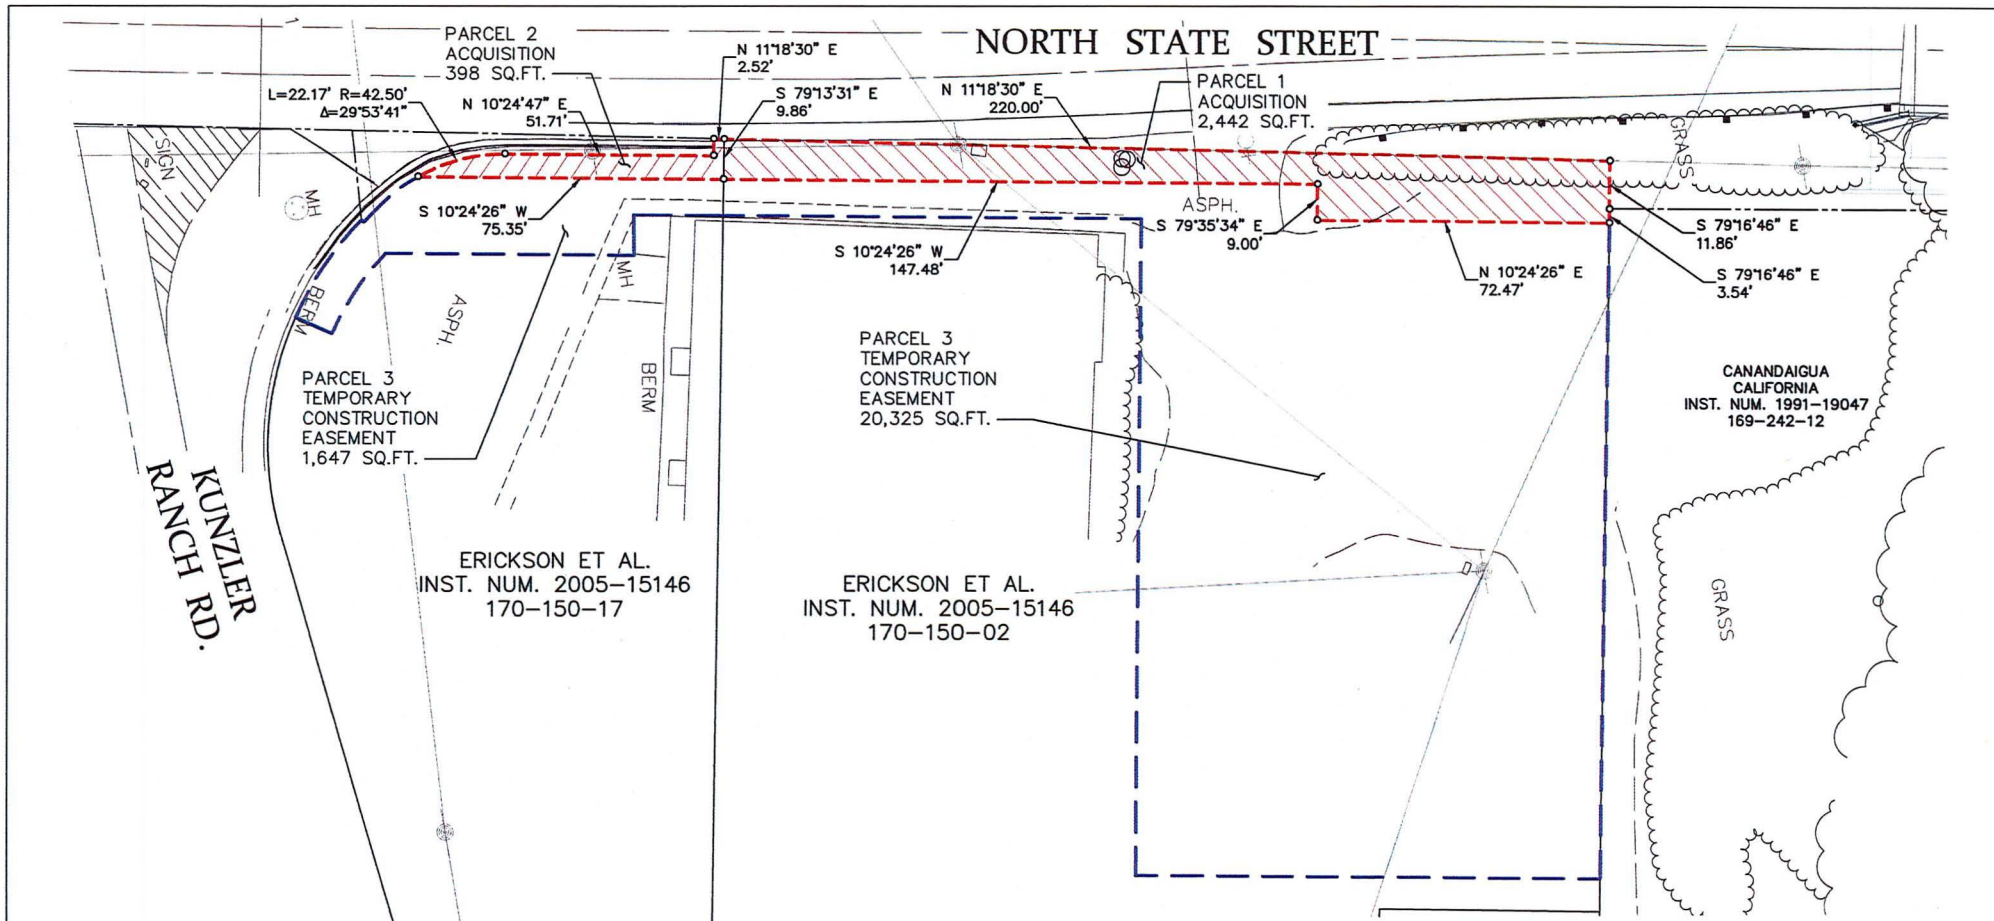 NORTH STATE STREET
PARCEL 2
ACQUISITION
398 SQ.FT.
N 11°18'30" E
2.52'
L=22.17' R=42.50'
Δ=29°53'41"
N 10°24'47" E
51.71'
S 79°13'31" E
9.86'
N 11°18'30" E
220.00'
PARCEL 1
ACQUISITION
2,442 SQ.FT.
GRASS
SIGN
MH
S 10°24'26" W
75.35'
ASPH.
S 79°35'34" E
9.00'
S 10°24'26" W
147.48'
S 79°16'46" E
11.86'
N 10°24'26" E
72.47'
S 79°16'46" E
3.54'
BERM
ASPH.
MH
BERM
PARCEL 3
TEMPORARY
CONSTRUCTION
EASEMENT
1,647 SQ.FT.
PARCEL 3
TEMPORARY
CONSTRUCTION
EASEMENT
20,325 SQ.FT.
CANANDAIGUA
CALIFORNIA
INST. NUM. 1991-19047
169-242-12
KUNZLER
RANCH RD.
ERICKSON ET AL.
INST. NUM. 2005-15146
170-150-17
ERICKSON ET AL.
INST. NUM. 2005-15146
170-150-02
GRASS